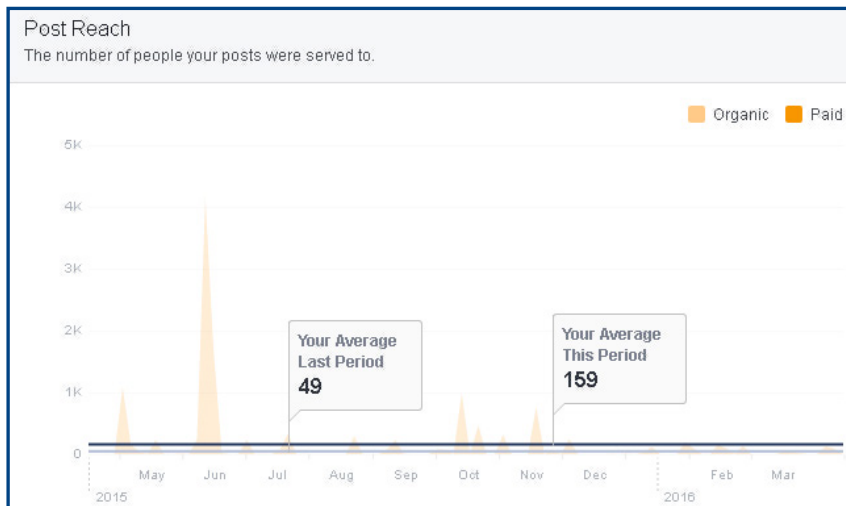 Post Reach
The number of people your posts were served to.
Organic Paid
5K
4K
3K
2K
1K
0
Your Average
Last Period
49
Your Average
This Period
159
May Jun Jul Aug Sep Oct Nov Dec Feb Mar
2015 2016